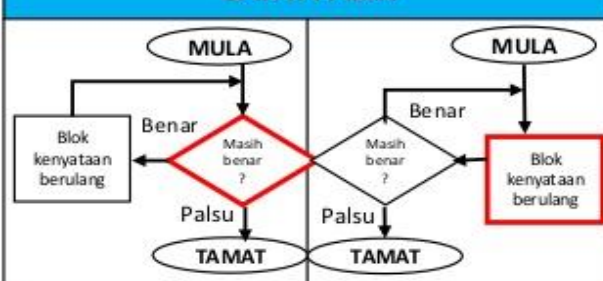 MULA
Benar
Blok
kenyataan
berulang
Masih
benar
?
Palsu
TAMAT
MULA
Benar
Masih
benar
?
Blok
kenyataan
berulang
Palsu
TAMAT